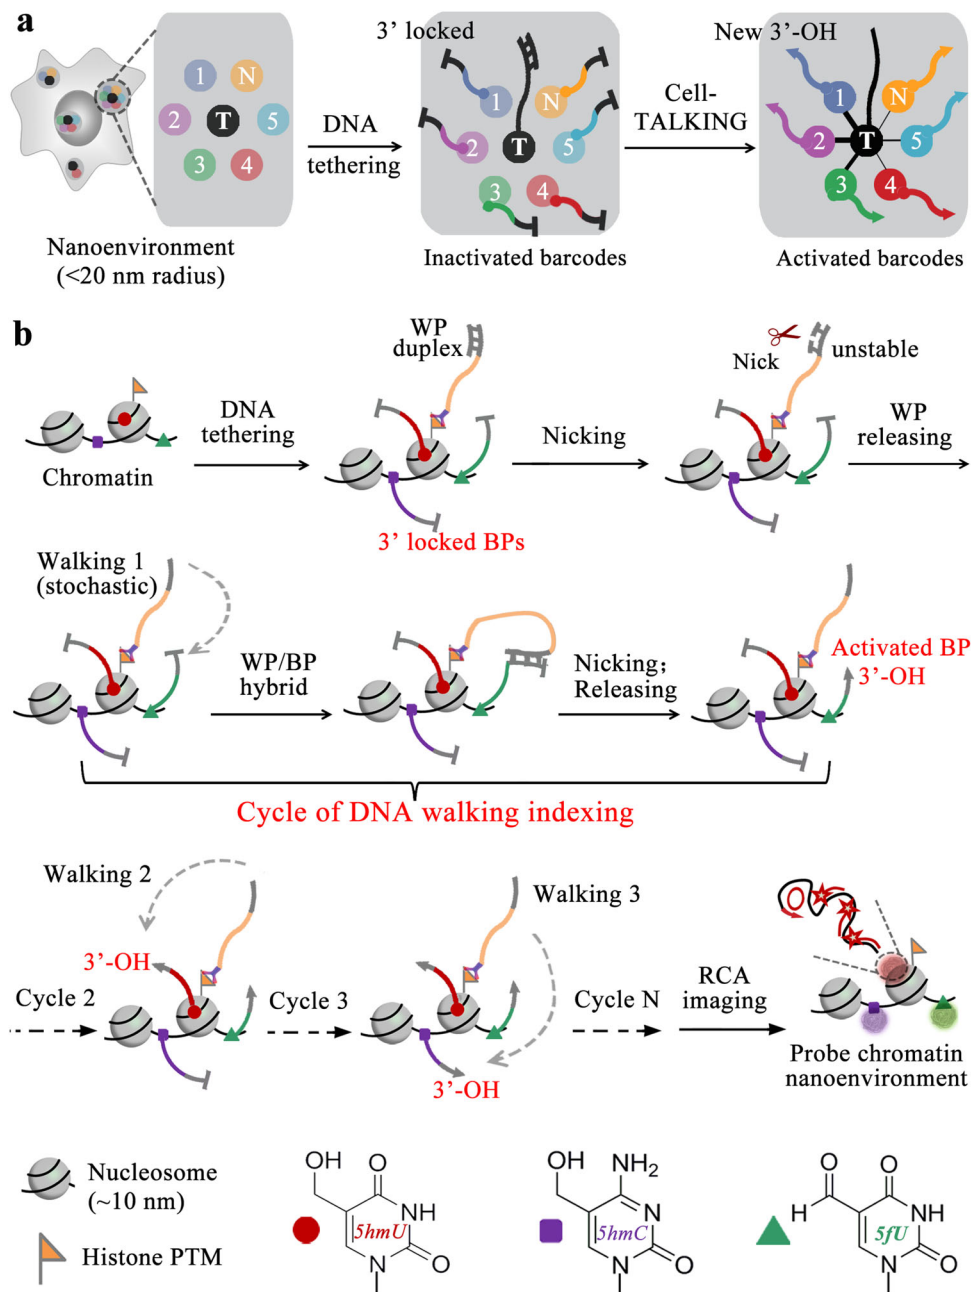 a
3’ locked
New 3’-OH
1
N
2
T
5
3
4
DNA
tethering
1
N
2
T
5
3
4
Cell-
TALKING
1
N
2
T
5
3
4
Nanoenvironment
(<20 nm radius)
Inactivated barcodes
Activated barcodes
b
WP
duplex
Nick
unstable
DNA
tethering
Nicking
WP
releasing
Chromatin
3’ locked BPs
Walking 1
(stochastic)
WP/BP
hybrid
Nicking;
Releasing
Activated BP
3’-OH
Cycle of DNA walking indexing
Walking 2
Walking 3
3’-OH
Cycle 2
Cycle 3
3’-OH
Cycle N
RCA
imaging
Probe chromatin
nanoenvironment
Nucleosome
(~10 nm)
Histone PTM
OH
O
NH
5hmU
N
O
OH
NH2
N
5hmC
N
O
O
O
H
NH
5fU
N
O